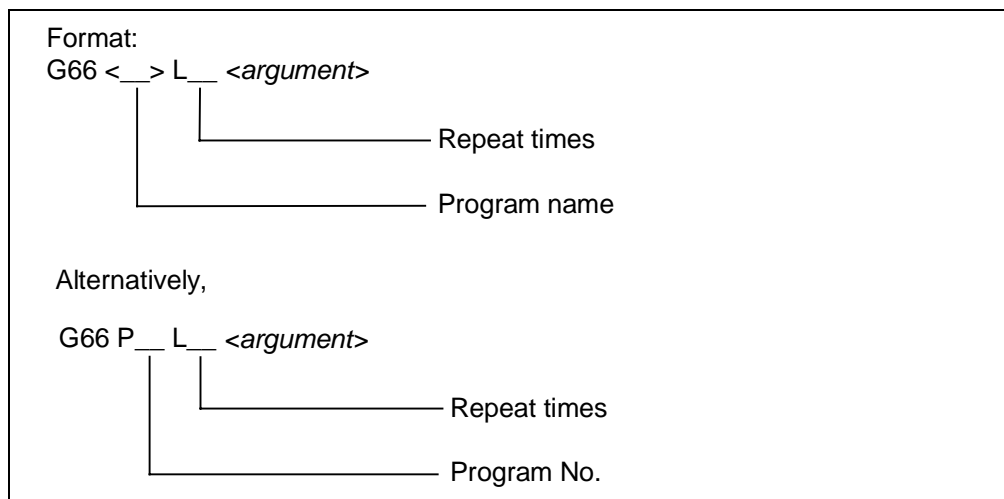 Format:
G66 <__> L__ <argument>
Repeat times
Program name
Alternatively,
G66 P__ L__ <argument>
Repeat times
Program No.